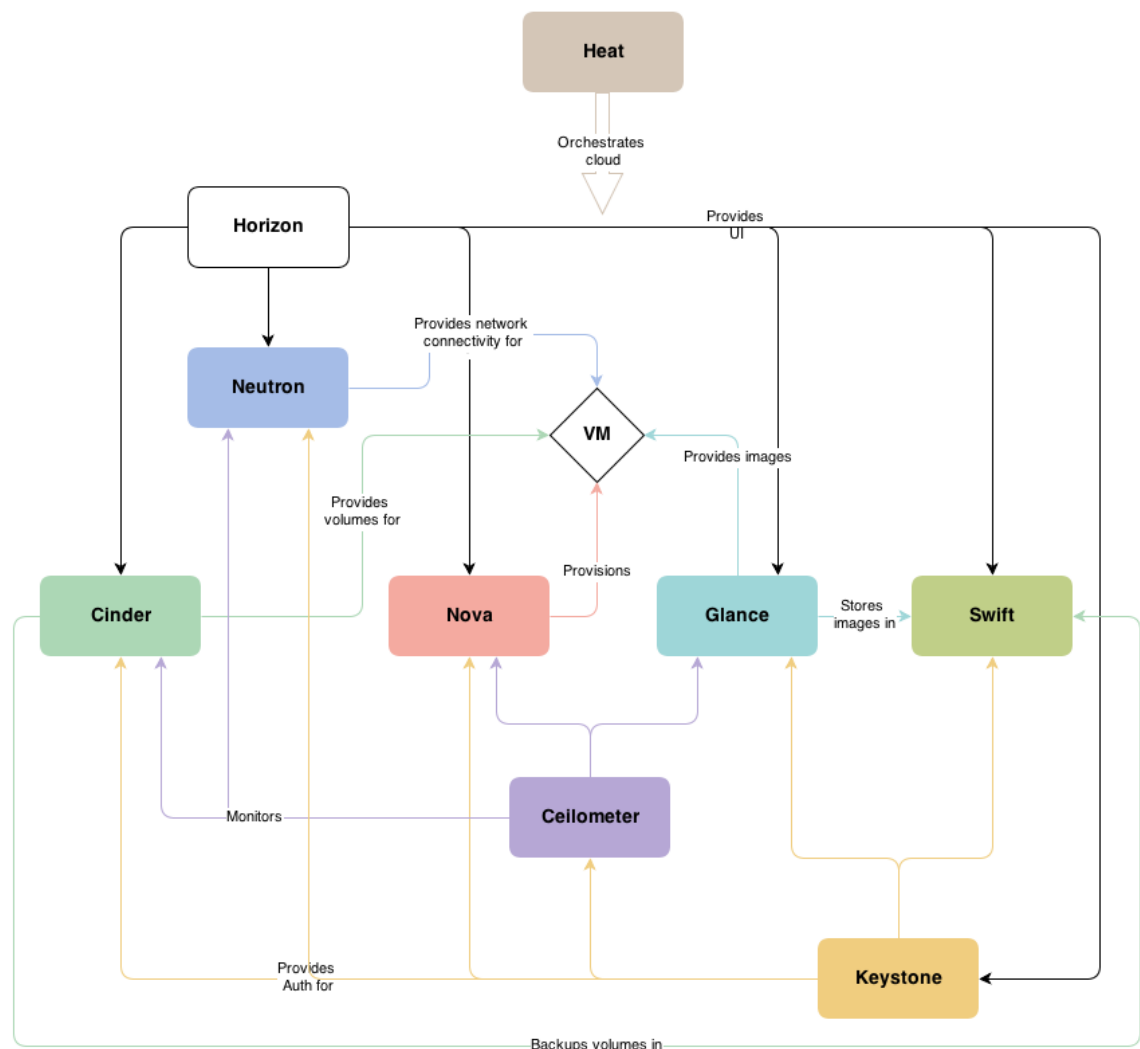 Heat
Orchestrates
cloud
Provides
UI
Horizon
Provides network
connectivity for
Neutron
VM
Provides images
Provides
volumes for
Provisions
Cinder
Nova
Glance
Stores
images in
Swift
Ceilometer
Monitors
Provides
Auth for
Keystone
Backups volumes in